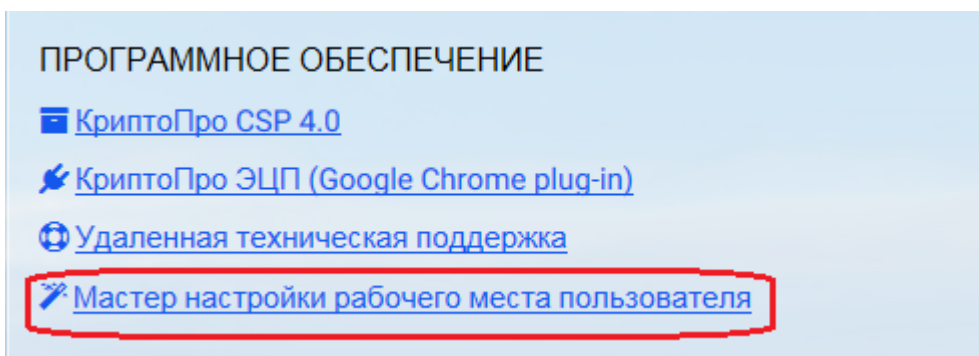 ПРОГРАММНОЕ ОБЕСПЕЧЕНИЕ
КриптоПро CSP 4.0
КриптоПро ЭЦП (Google Chrome plug-in)
Удаленная техническая поддержка
Мастер настройки рабочего места пользователя